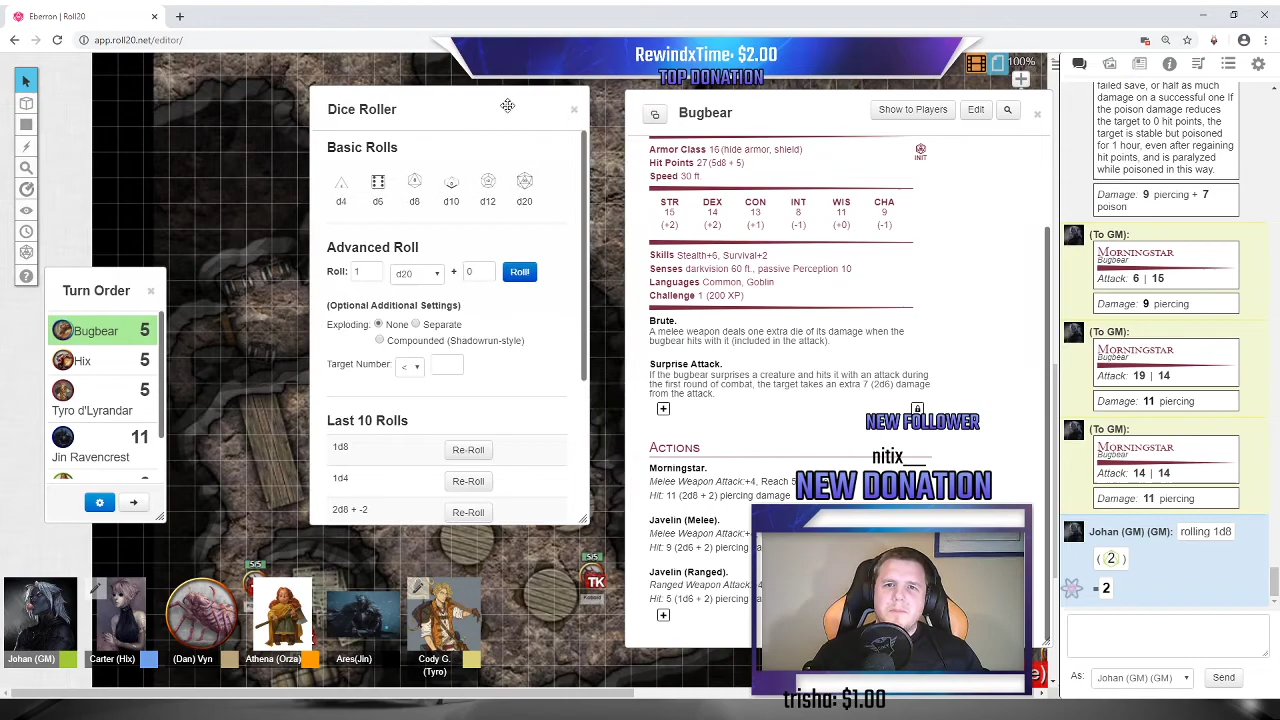 Eberron | Roll20
app.roll20.net/editor/
RewindxTime: $2.00
TOP DONATION
100%
Dice Roller
Basic Rolls
d4 d6 d8 d10 d12 d20
Advanced Roll
Roll: 1 d20 + 0 Roll!
(Optional Additional Settings)
Exploding: None Separate
Compounded (Shadowrun-style)
Target Number: <
Last 10 Rolls
1d8 Re-Roll
1d4 Re-Roll
2d8 + -2 Re-Roll
Turn Order
Bugbear 5
Hix 5
5
Tyro d'Lyrandar
11
Jin Ravencrest
Bugbear
Show to Players Edit
Armor Class 16 (hide armor, shield)
Hit Points 27 (5d8 + 5)
Speed 30 ft
INIT
STR DEX CON INT WIS CHA
15 14 13 8 11 9
(+2) (+2) (+1) (-1) (+0) (-1)
Skills Stealth+6, Survival+2
Senses darkvision 60 ft., passive Perception 10
Languages Common, Goblin
Challenge 1 (200 XP)
Brute.
A melee weapon deals one extra die of its damage when the
bugbear hits with it (included in the attack).
Surprise Attack.
If the bugbear surprises a creature and hits it with an attack during
the first round of combat, the target takes an extra 7 (2d6) damage
from the attack.
NEW FOLLOWER
nitix__
NEW DONATION
trisha: $1.00
Actions
Morningstar.
Melee Weapon Attack:+4, Reach 5
Hit: 11 (2d8 + 2) piercing damage
Javelin (Melee).
Melee Weapon Attack:+
Hit: 9 (2d6 + 2) piercing
Javelin (Ranged).
Ranged Weapon Attack:
Hit: 5 (1d6 + 2) piercing
SIS
SIS
TK
Kobold
Johan (GM)
Carter (Hix)
(Dan) Vyn
Athena (Orza)
Ares(Jin)
Cody G.
(Tyro)
failed save, or half as much
damage on a successful one If
the poison damage reduces
the target to 0 hit points, the
target is stable but poisoned
for 1 hour, even after regaining
hit points, and is paralyzed
while poisoned in this way.
Damage: 9 piercing + 7
poison
(To GM):
Morningstar
Bugbear
Attack: 6 | 15
Damage: 9 piercing
(To GM):
Morningstar
Bugbear
Attack: 19 | 14
Damage: 11 piercing
(To GM):
Morningstar
Bugbear
Attack: 14 | 14
Damage: 11 piercing
Johan (GM) (GM): rolling 1d8
( 2 )
= 2
As: Johan (GM) (GM) Send